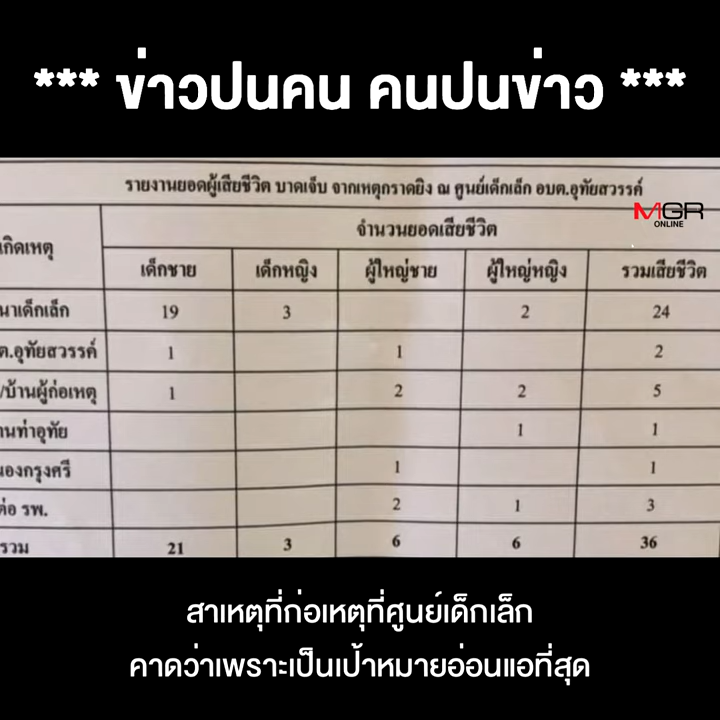 *** ข่าวปนคน คนปนข่าว ***
รายงานยอดผู้เสียชีวิต บาดเจ็บ จากเหตุกราดยิง ณ ศูนย์เด็กเล็ก อบต.อุทัยสวรรค์
MGR
ONLINE
เกิดเหตุ
จำนวนยอดเสียชีวิต
เด็กชาย เด็กหญิง ผู้ใหญ่ชาย ผู้ใหญ่หญิง รวมเสียชีวิต
นาเด็กเล็ก 19 3 2 24
ต.อุทัยสวรรค์ 1 1 2
/บ้านผู้ก่อเหตุ 1 2 2 5
านท่าอุทัย 1 1
นองกรุงศรี 1 1
ต่อ รพ. 2 1 3
รวม 21 3 6 6 36
สาเหตุที่ก่อเหตุที่ศูนย์เด็กเล็ก
คาดว่าเพราะเป็นเป้าหมายอ่อนแอที่สุด